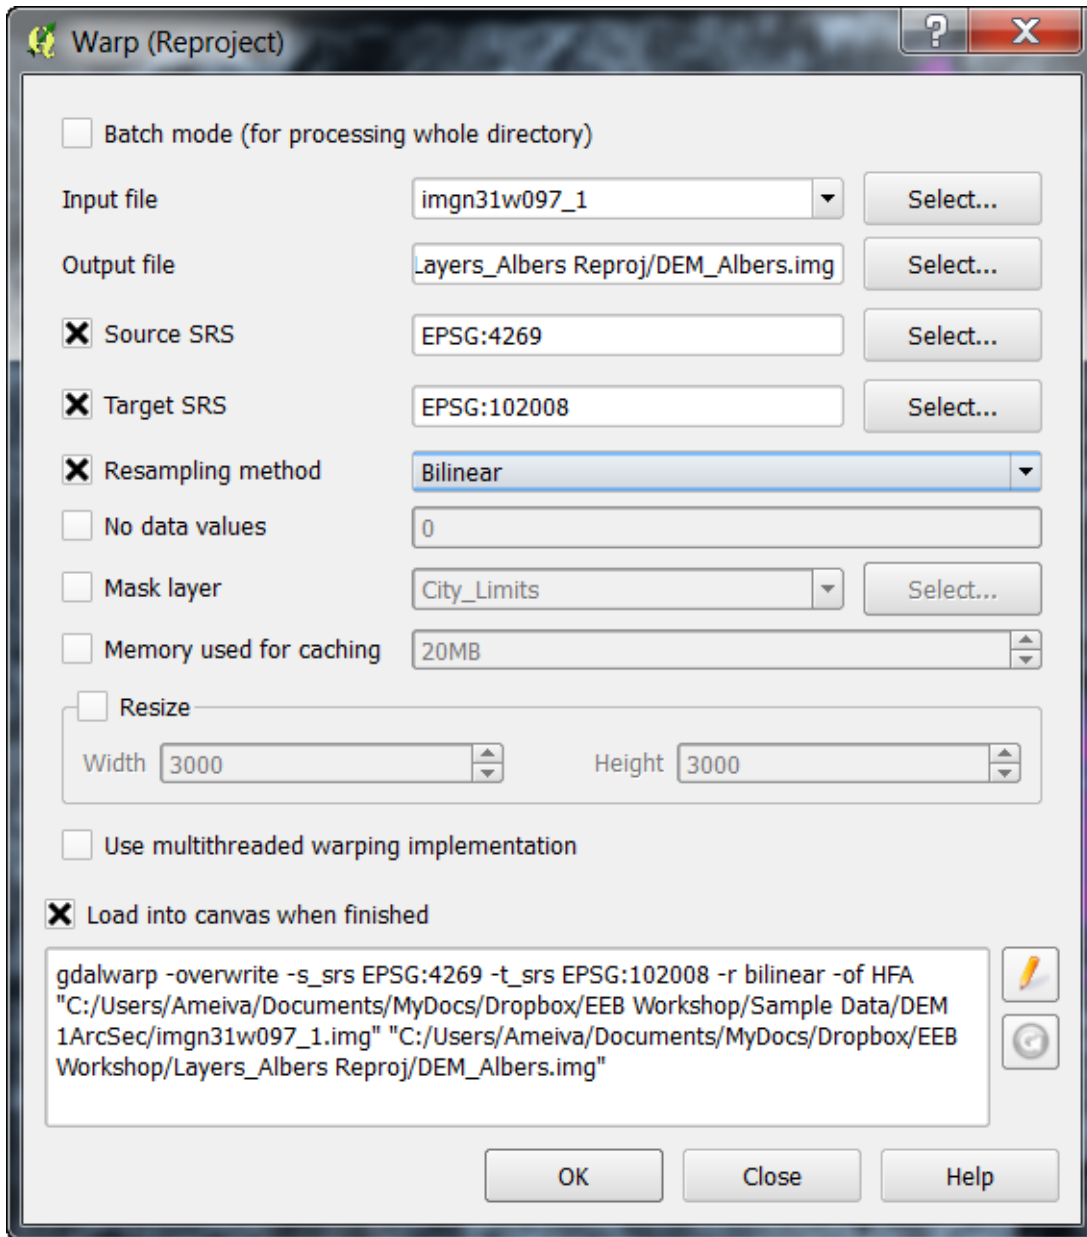 Warp (Reproject)
? X
Batch mode (for processing whole directory)
Input file imgn31w097_1 Select...
Output file Layers_Albers Reproj/DEM_Albers.img Select...
Source SRS EPSG:4269 Select...
Target SRS EPSG:102008 Select...
Resampling method Bilinear
No data values 0
Mask layer City_Limits Select...
Memory used for caching 20MB
Resize
Width 3000 Height 3000
Use multithreaded warping implementation
Load into canvas when finished
gdalwarp -overwrite -s_srs EPSG:4269 -t_srs EPSG:102008 -r bilinear -of HFA
"C:/Users/Ameiva/Documents/MyDocs/Dropbox/EEB Workshop/Sample Data/DEM
1ArcSec/imgn31w097_1.img" "C:/Users/Ameiva/Documents/MyDocs/Dropbox/EEB
Workshop/Layers_Albers Reproj/DEM_Albers.img"
OK Close Help